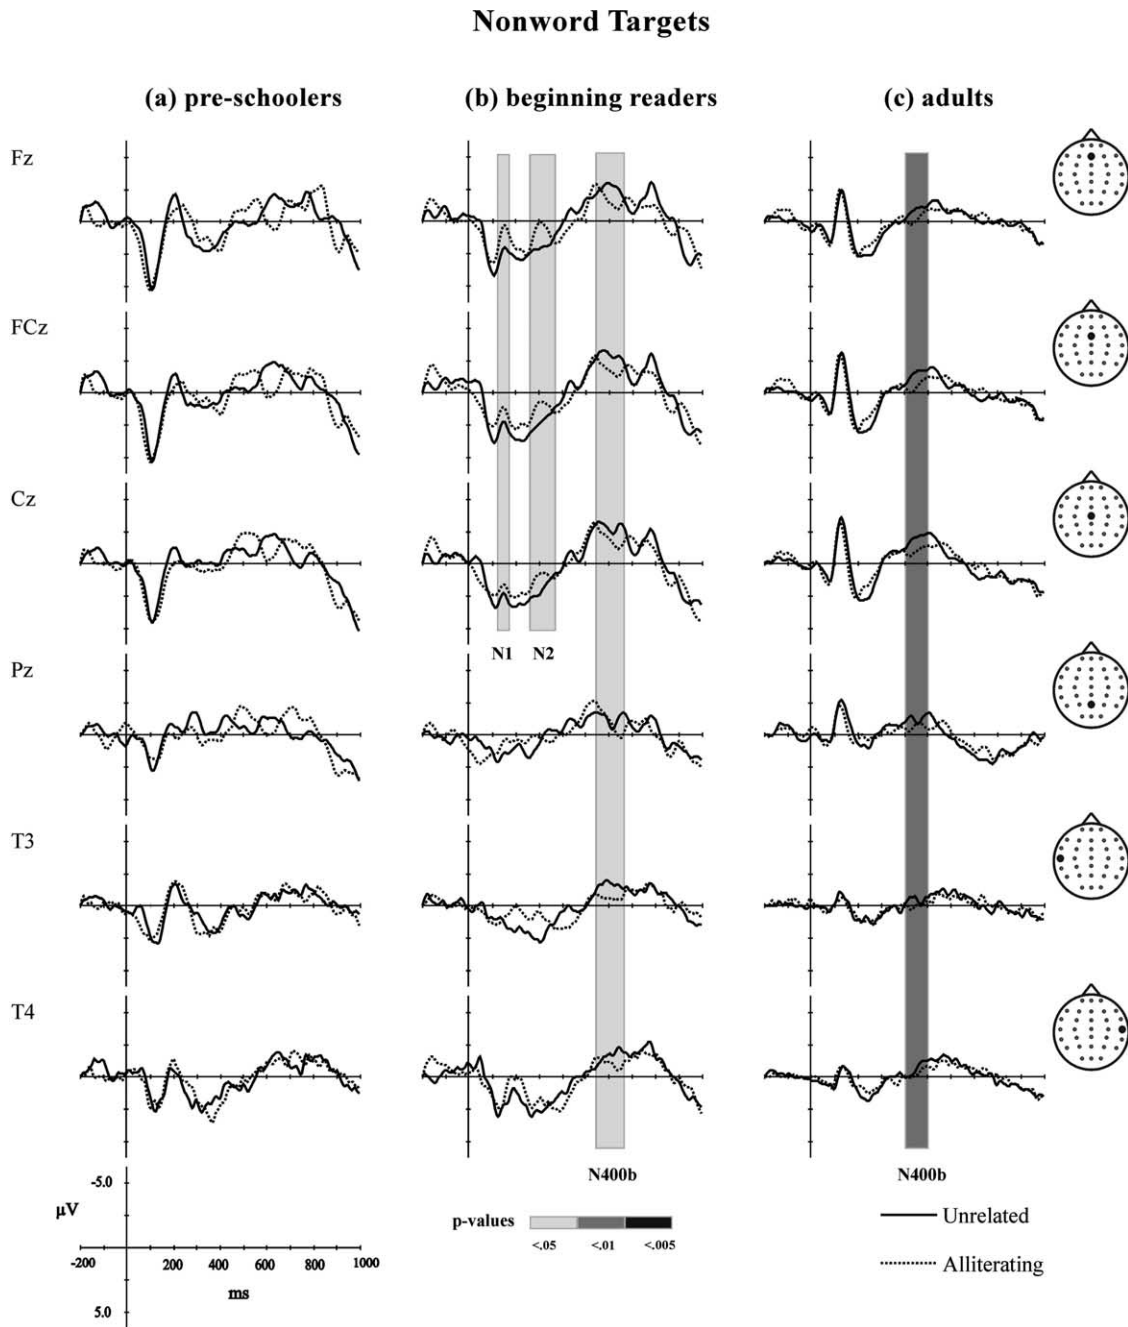 Nonword Targets
(a) pre-schoolers (b) beginning readers (c) adults
Fz
FCz
Cz
N1 N2
Pz
T3
T4
N400b N400b
-5.0
µV
-200 200 400 600 800 1000
ms
5.0
p-values
<.05 <.01 <.005
Unrelated
Alliterating